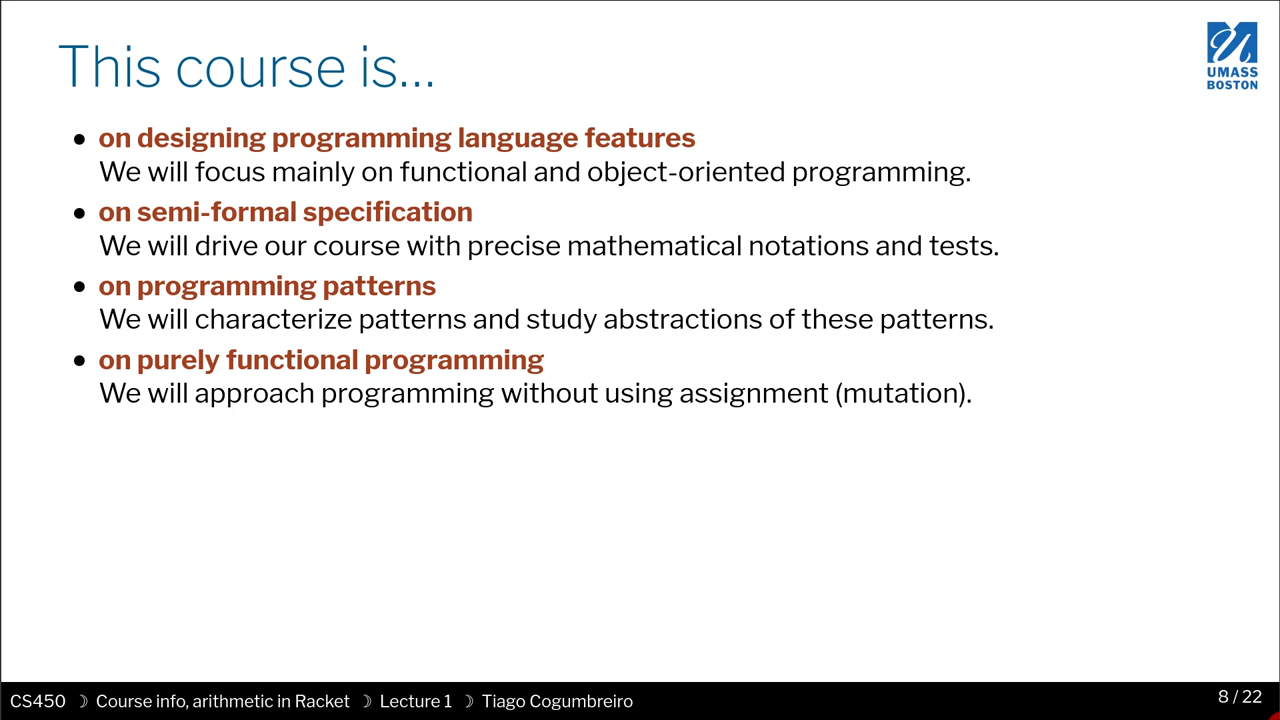 This course is...
UMASS
BOSTON
• on designing programming language features
We will focus mainly on functional and object-oriented programming.
• on semi-formal specification
We will drive our course with precise mathematical notations and tests.
• on programming patterns
We will characterize patterns and study abstractions of these patterns.
• on purely functional programming
We will approach programming without using assignment (mutation).
CS450 ☽ Course info, arithmetic in Racket ☽ Lecture 1 ☽ Tiago Cogumbreiro
8 / 22